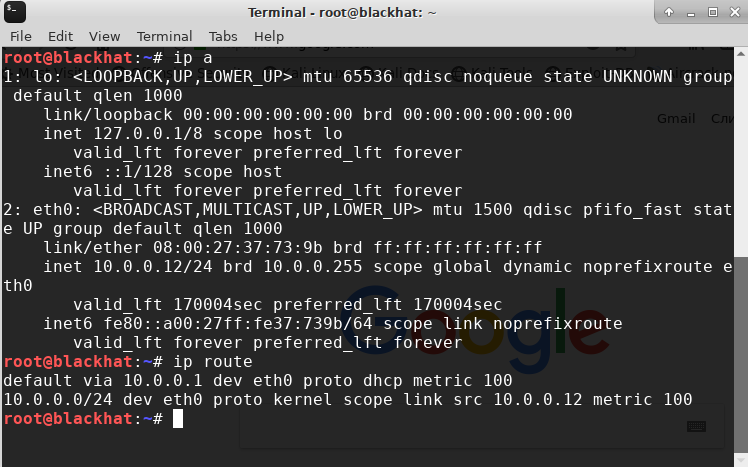 Terminal - root@blackhat: ~
File Edit View Terminal Tabs Help
root@blackhat:~# ip a
1: lo: <LOOPBACK,UP,LOWER_UP> mtu 65536 qdisc noqueue state UNKNOWN group
default qlen 1000
link/loopback 00:00:00:00:00:00 brd 00:00:00:00:00:00
inet 127.0.0.1/8 scope host lo
valid_lft forever preferred_lft forever
inet6 ::1/128 scope host
valid_lft forever preferred_lft forever
2: eth0: <BROADCAST,MULTICAST,UP,LOWER_UP> mtu 1500 qdisc pfifo_fast stat
e UP group default qlen 1000
link/ether 08:00:27:37:73:9b brd ff:ff:ff:ff:ff:ff
inet 10.0.0.12/24 brd 10.0.0.255 scope global dynamic noprefixroute e
th0
valid_lft 170004sec preferred_lft 170004sec
inet6 fe80::a00:27ff:fe37:739b/64 scope link noprefixroute
valid_lft forever preferred_lft forever
root@blackhat:~# ip route
default via 10.0.0.1 dev eth0 proto dhcp metric 100
10.0.0.0/24 dev eth0 proto kernel scope link src 10.0.0.12 metric 100
root@blackhat:~#
Gmail
Google